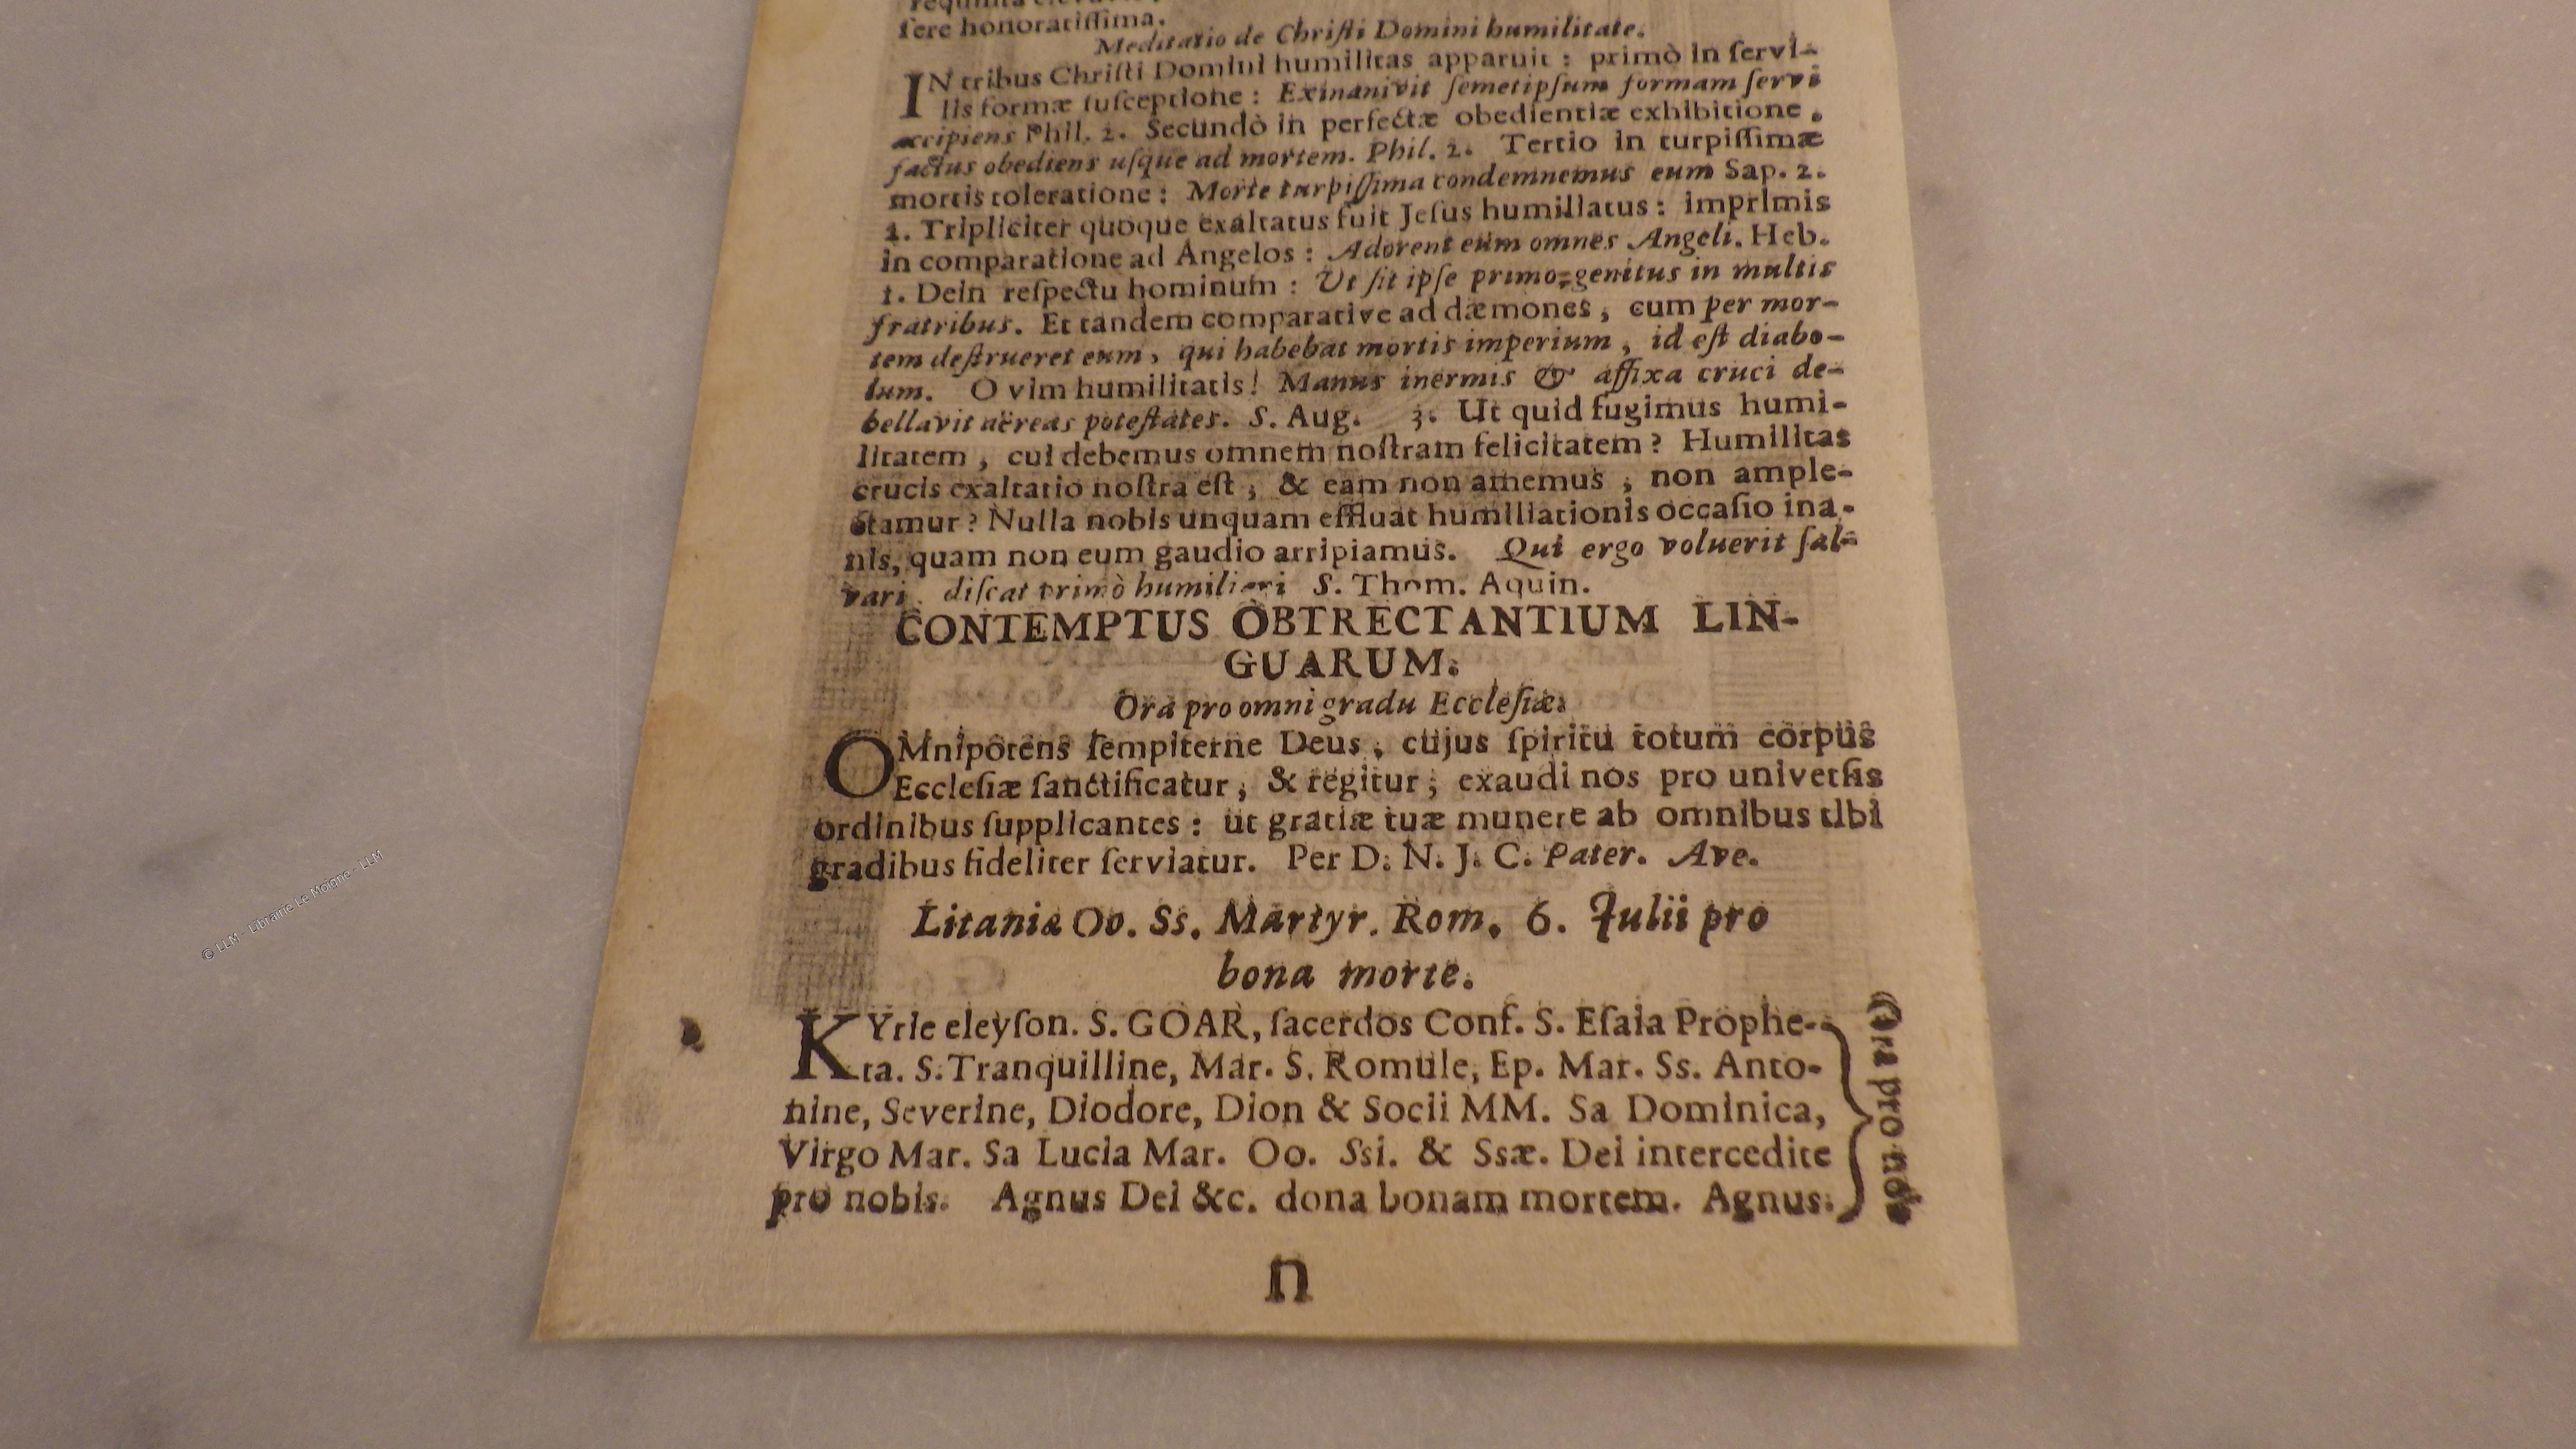 fere honoratiſſima.
Meditatio de Chriſti Domini humilitate.
IN tribus Chriſti Domini humilitas apparuit : primò in ſervi-
lis formæ ſuſceptione : Exinanivit ſemetipſum formam ſervi
accipiens Phil. 2. Secundò in perfectæ obedientiæ exhibitione,
factus obediens uſque ad mortem. Phil. 2. Tertio in turpiſſimæ
mortis toleratione : Morte turpiſſima condemnemus eum Sap. 2.
2. Tripliciter quoque exaltatus fuit Jeſus humiliatus : imprimis
in comparatione ad Angelos : Adorent eum omnes Angeli. Heb.
1. Dein reſpectu hominum : Ut ſit ipſe primo-genitus in multis
fratribus. Et tandem comparative ad dæmones, cum per mor-
tem deſtrueret eum, qui habebat mortis imperium, id eſt diabo-
lum. O vim humilitatis! Manus inermis & affixa cruci de-
bellavit aëreas poteſtates. S. Aug. 3. Ut quid fugimus humi-
litatem, cui debemus omnem noſtram felicitatem? Humilitas
crucis exaltatio noſtra eſt, & eam non amemus, non ample-
ctamur? Nulla nobis unquam effluat humiliationis occaſio ina-
nis, quam non eum gaudio arripiamus. Qui ergo voluerit ſal-
vari, diſcat primò humiliari S. Thom. Aquin.
CONTEMPTUS OBTRECTANTIUM LIN-
GUARUM.
Ora pro omni gradu Eccleſiæ.
OMnipotens ſempiterne Deus, cujus ſpiritu totum corpus
Eccleſiæ ſanctificatur, & regitur; exaudi nos pro univerſis
ordinibus ſupplicantes : ut gratiæ tuæ munere ab omnibus tibi
gradibus fideliter ſerviatur. Per D. N. J. C. Pater. Ave.
Litaniæ Oo. Ss. Martyr. Rom. 6. Julii pro
bona morte.
KYrie eleyſon. S. GOAR, ſacerdos Conf. S. Eſaia Prophe-
ta. S. Tranquilline, Mar. S. Romule, Ep. Mar. Ss. Anto-
nine, Severine, Diodore, Dion & Socii MM. Sa Dominica,
Virgo Mar. Sa Lucia Mar. Oo. Ssi. & Ssæ. Dei intercedite
pro nobis. Agnus Dei &c. dona bonam mortem. Agnus.
Ora pro nob.
n
© LLM - Librairie Le Moigne - LLM